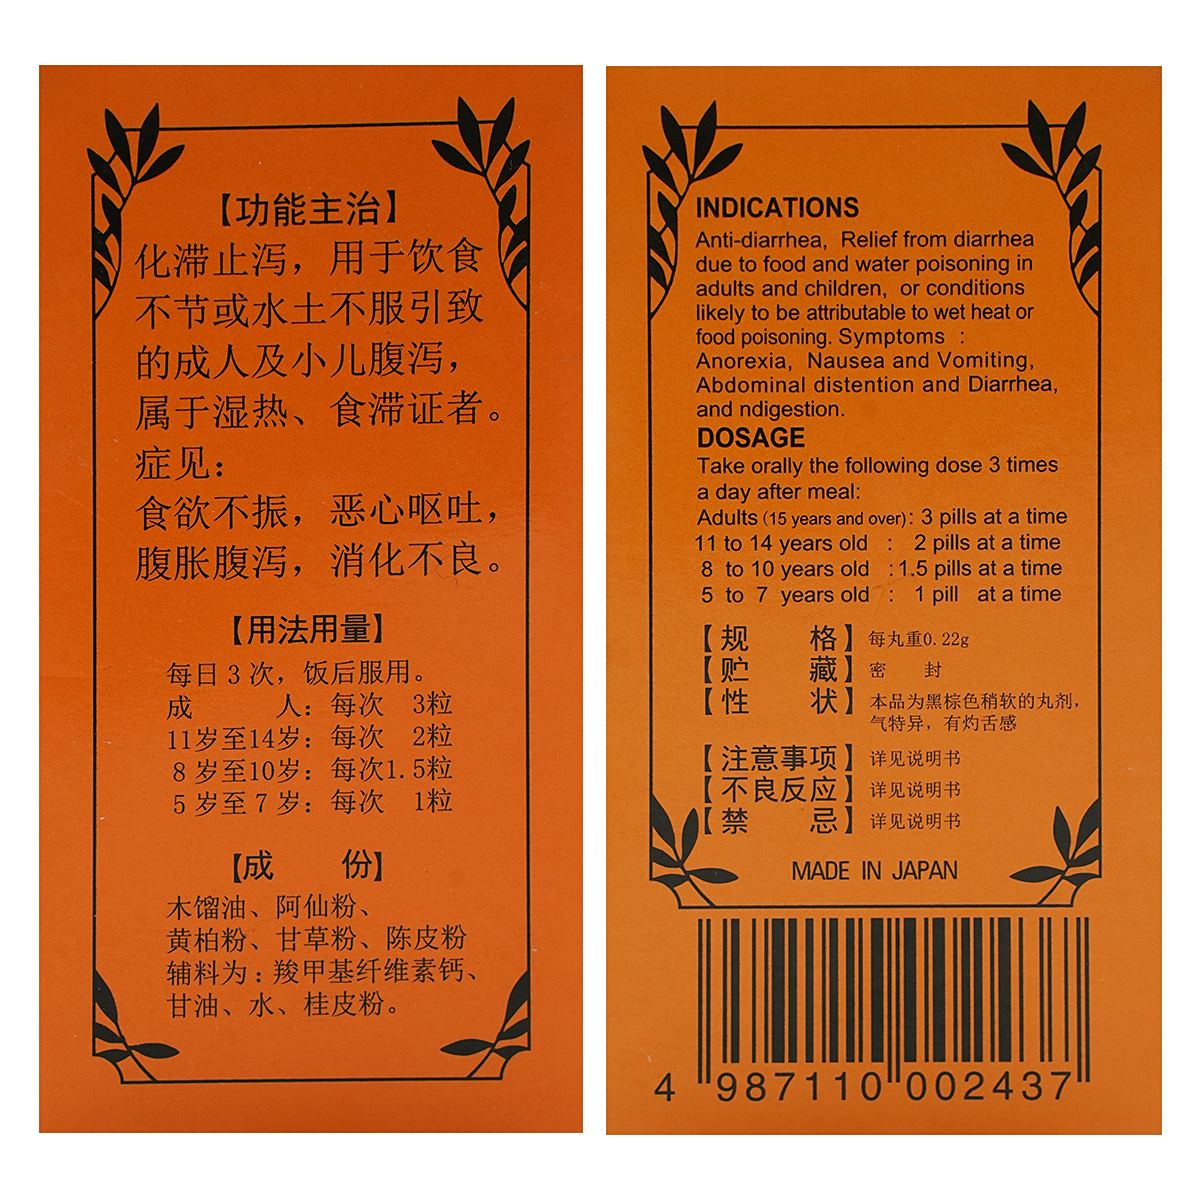 【功能主治】
化滞止泻，用于饮食
不节或水土不服引致
的成人及小儿腹泻，
属于湿热、食滞证者。
症见：
食欲不振，恶心呕吐，
腹胀腹泻，消化不良。
【用法用量】
每日3次，饭后服用。
成　　人：每次 3粒
11岁至14岁：每次 2粒
8岁至10岁：每次1.5粒
5岁至7岁：每次 1粒
【成　　份】
木馏油、阿仙粉、
黄柏粉、甘草粉、陈皮粉
辅料为：羧甲基纤维素钙、
甘油、水、桂皮粉。
INDICATIONS
Anti-diarrhea, Relief from diarrhea
due to food and water poisoning in
adults and children, or conditions
likely to be attributable to wet heat or
food poisoning. Symptoms :
Anorexia, Nausea and Vomiting,
Abdominal distention and Diarrhea,
and ndigestion.
DOSAGE
Take orally the following dose 3 times
a day after meal:
Adults (15 years and over): 3 pills at a time
11 to 14 years old : 2 pills at a time
8 to 10 years old : 1.5 pills at a time
5 to 7 years old : 1 pill at a time
【规　　格】每丸重0.22g
【贮　　藏】密　封
【性　　状】本品为黑棕色稍软的丸剂，
气特异，有灼舌感
【注意事项】详见说明书
【不良反应】详见说明书
【禁　　忌】详见说明书
MADE IN JAPAN
4 987110 002437